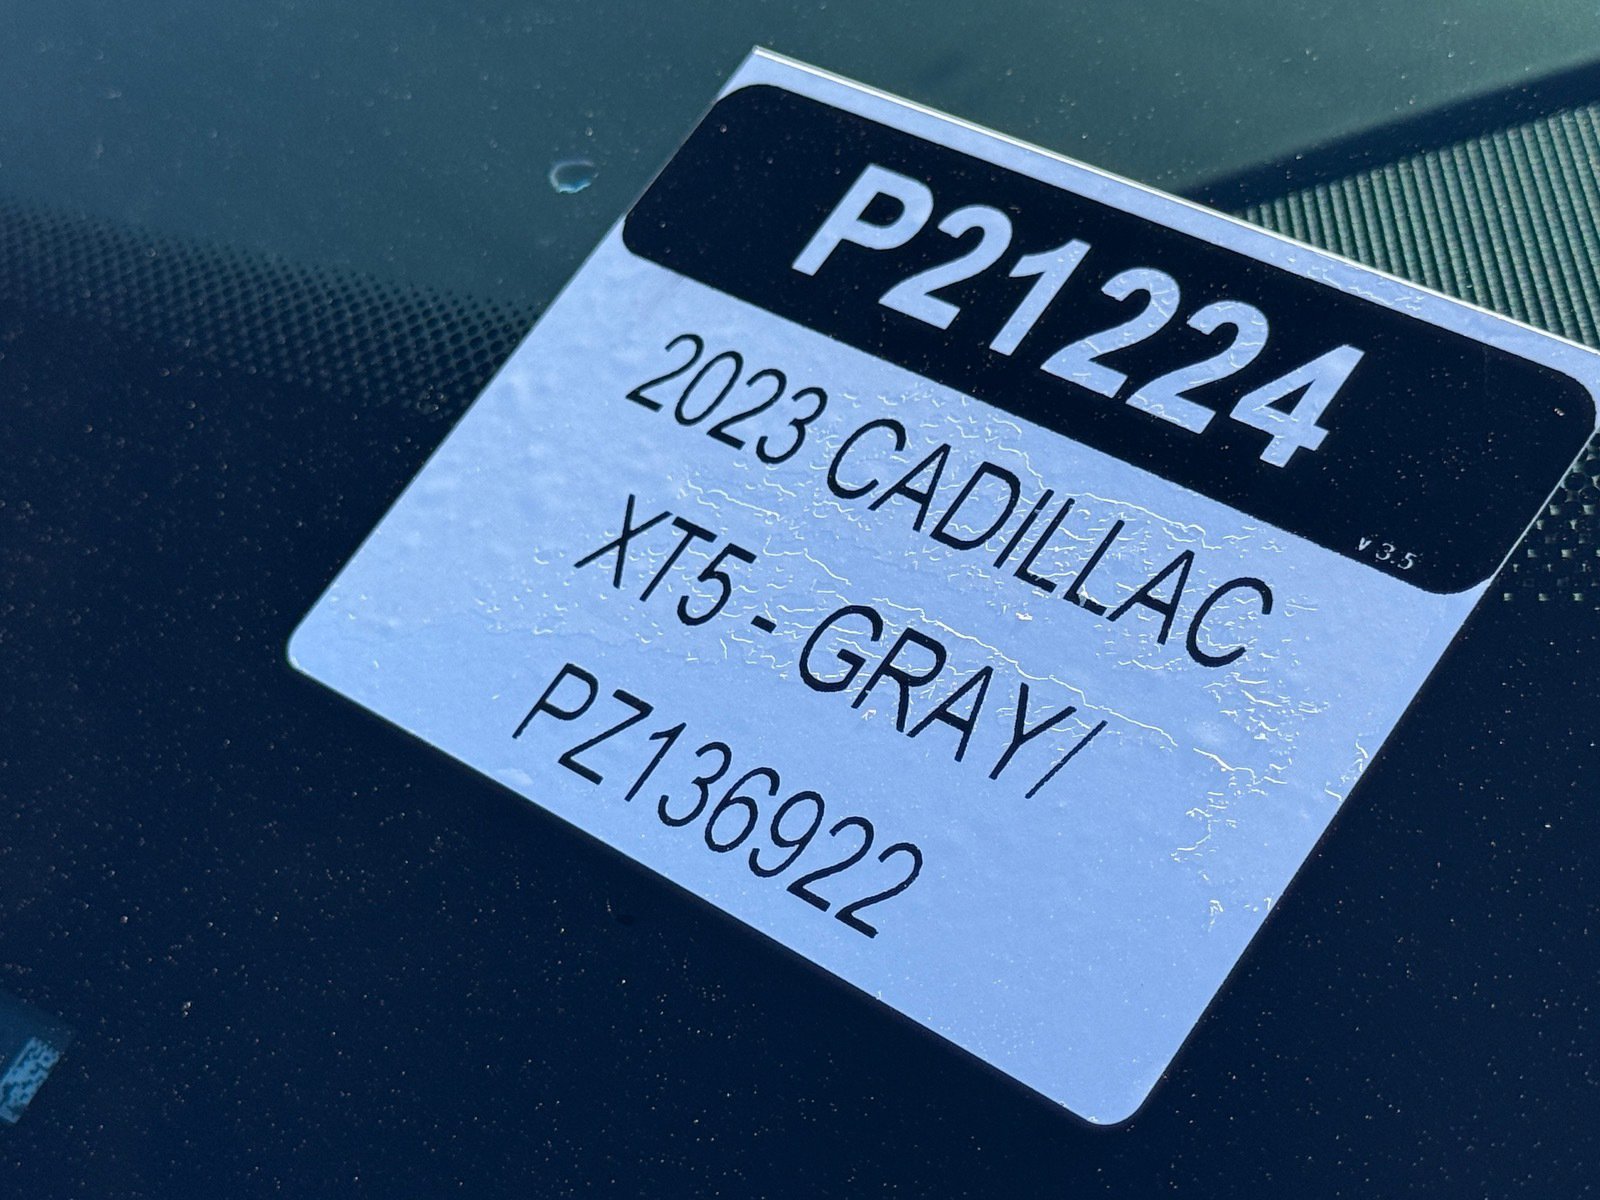 P21224
v 3.5
2023 CADILLAC
XT5 - GRAY/
PZ136922